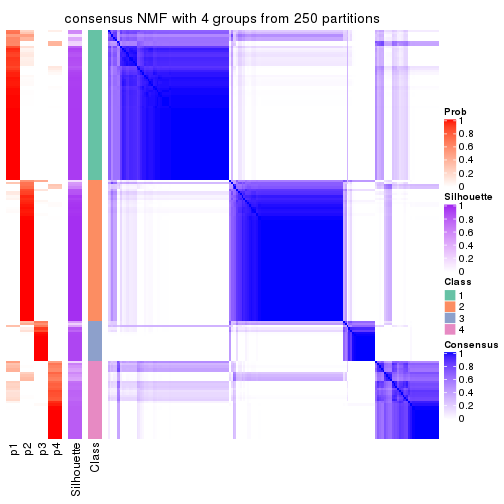 consensus NMF with 4 groups from 250 partitions
Prob
1
0.8
0.6
0.4
0.2
0
Silhouette
1
0.8
0.6
0.4
0.2
0
Class
1
2
3
4
Consensus
1
0.8
0.6
0.4
0.2
0
p1
p2
p3
p4
Silhouette
Class